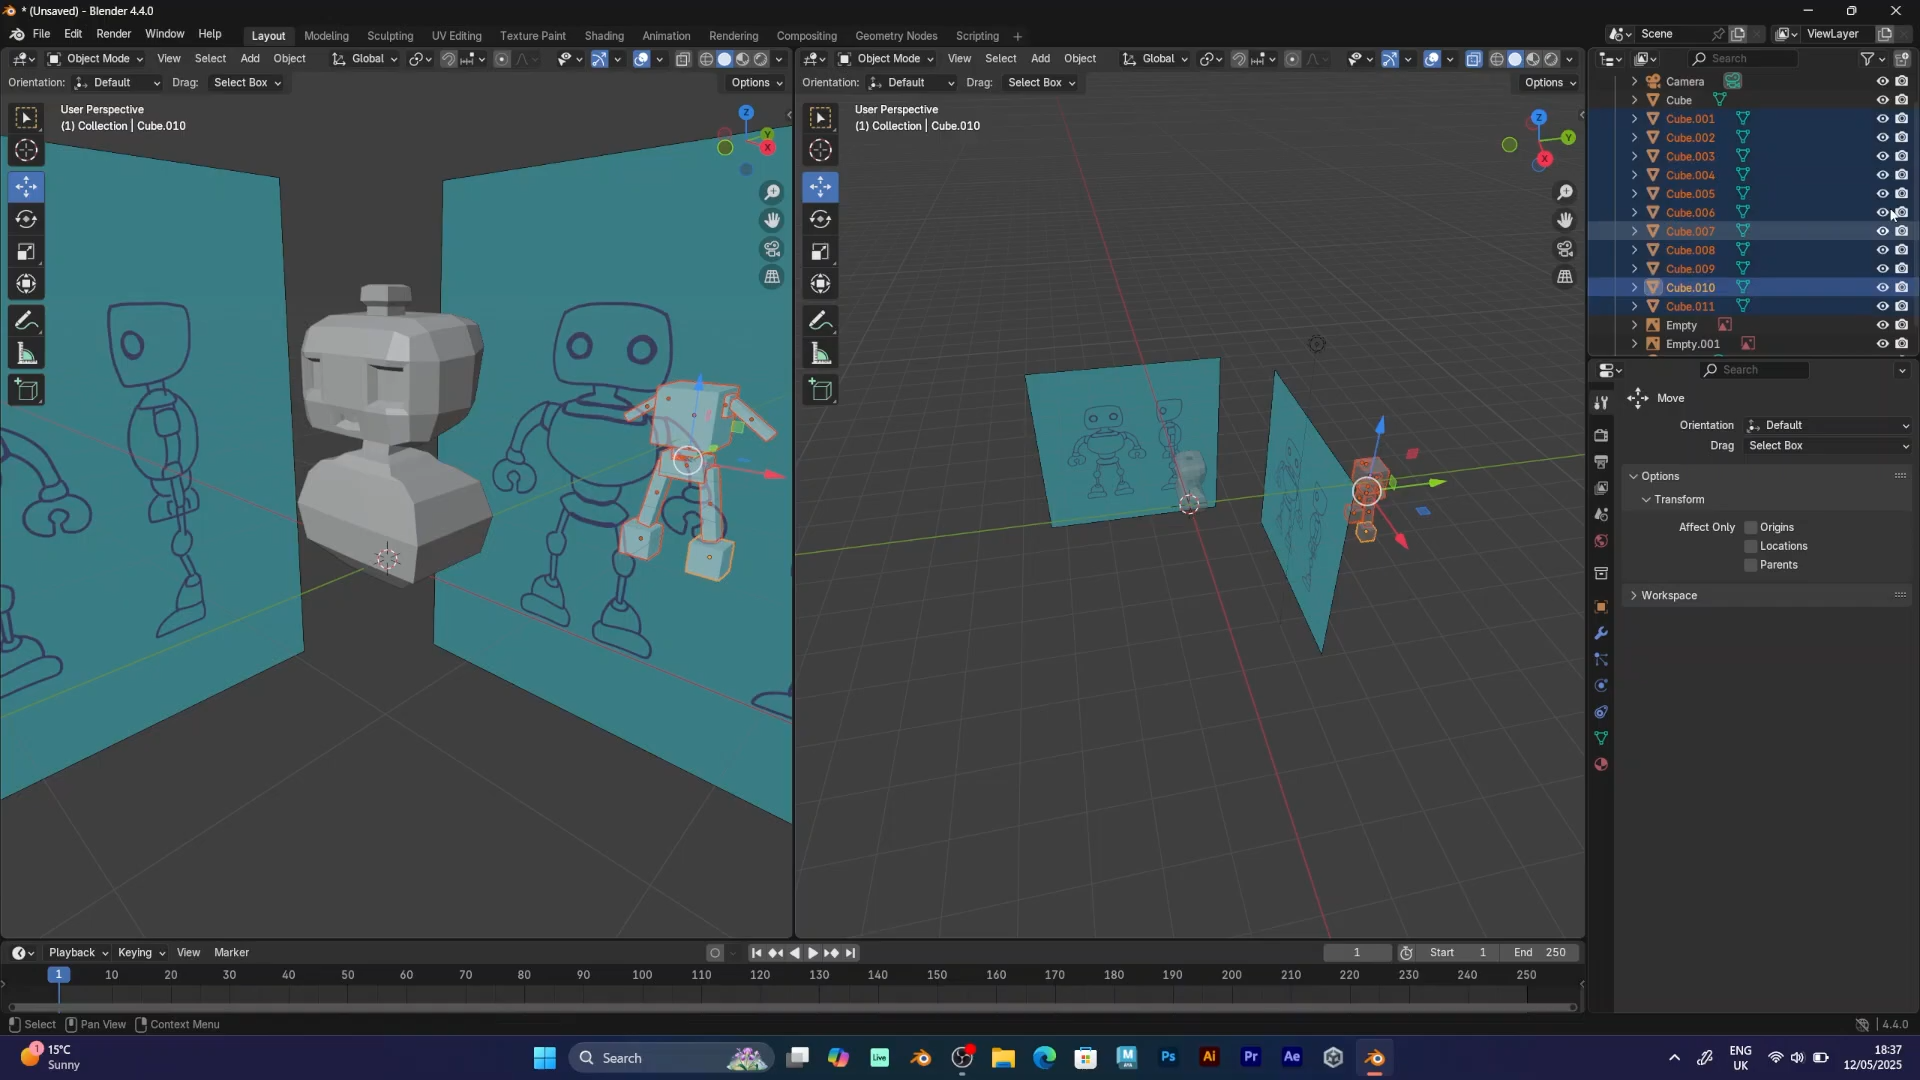 * (Unsaved) - Blender 4.4.0
File Edit Render Window Help Layout Modeling Sculpting UV Editing Texture Paint Shading Animation Rendering Compositing Geometry Nodes Scripting + Scene ViewLayer
Object Mode View Select Add Object Global Object Mode View Select Add Object Global Search
Orientation: Default Drag: Select Box Options Orientation: Default Drag: Select Box Options
User Perspective
(1) Collection | Cube.010
Z
Y
X
User Perspective
(1) Collection | Cube.010
Z
Y
X
Camera
Cube
Cube.001
Cube.002
Cube.003
Cube.004
Cube.005
Cube.006
Cube.007
Cube.008
Cube.009
Cube.010
Cube.011
Empty
Empty.001
Search
Move
Orientation Default
Drag Select Box
Options
Transform
Affect Only Origins
Locations
Parents
Workspace
Playback Keying View Marker 1 Start 1 End 250
1 10 20 30 40 50 60 70 80 90 100 110 120 130 140 150 160 170 180 190 200 210 220 230 240 250
Select Pan View Context Menu 4.4.0
1 15°C
Sunny
Search
Live
M
Ps Ai Pr Ae
ENG
UK
18:37
12/05/2025